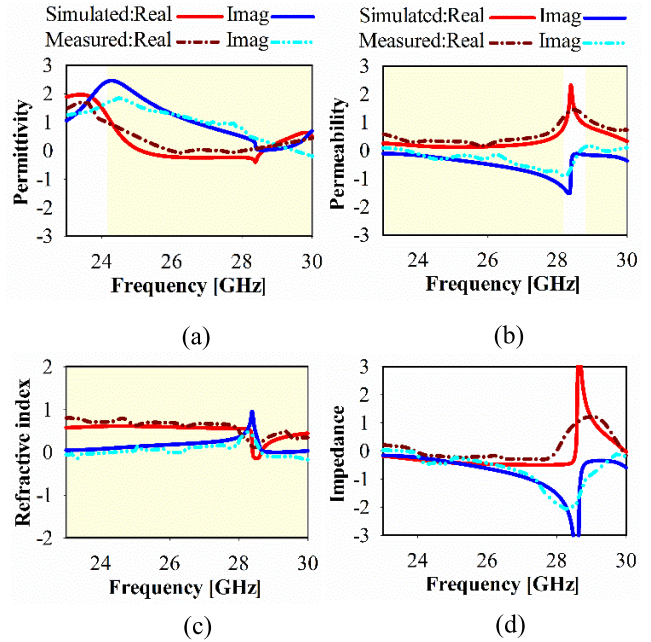 Simulated:Real Imag Simulatcd:Real Imag
Measured:Real Imag Measured:Real Imag
3
2
1
0
-1
-2
-3
Permittivity
24 26 28 30
Frequency [GHz]
(a)
3
2
1
0
-1
-2
-3
Permeability
24 26 28 30
Frequency [GHz]
(b)
2
1
0
1
-2
Refractive index
24 26 28 30
Frequency [GHz]
(c)
3
2
1
0
-1
-2
-3
Impedance
24 26 28 30
Frequency [GHz]
(d)